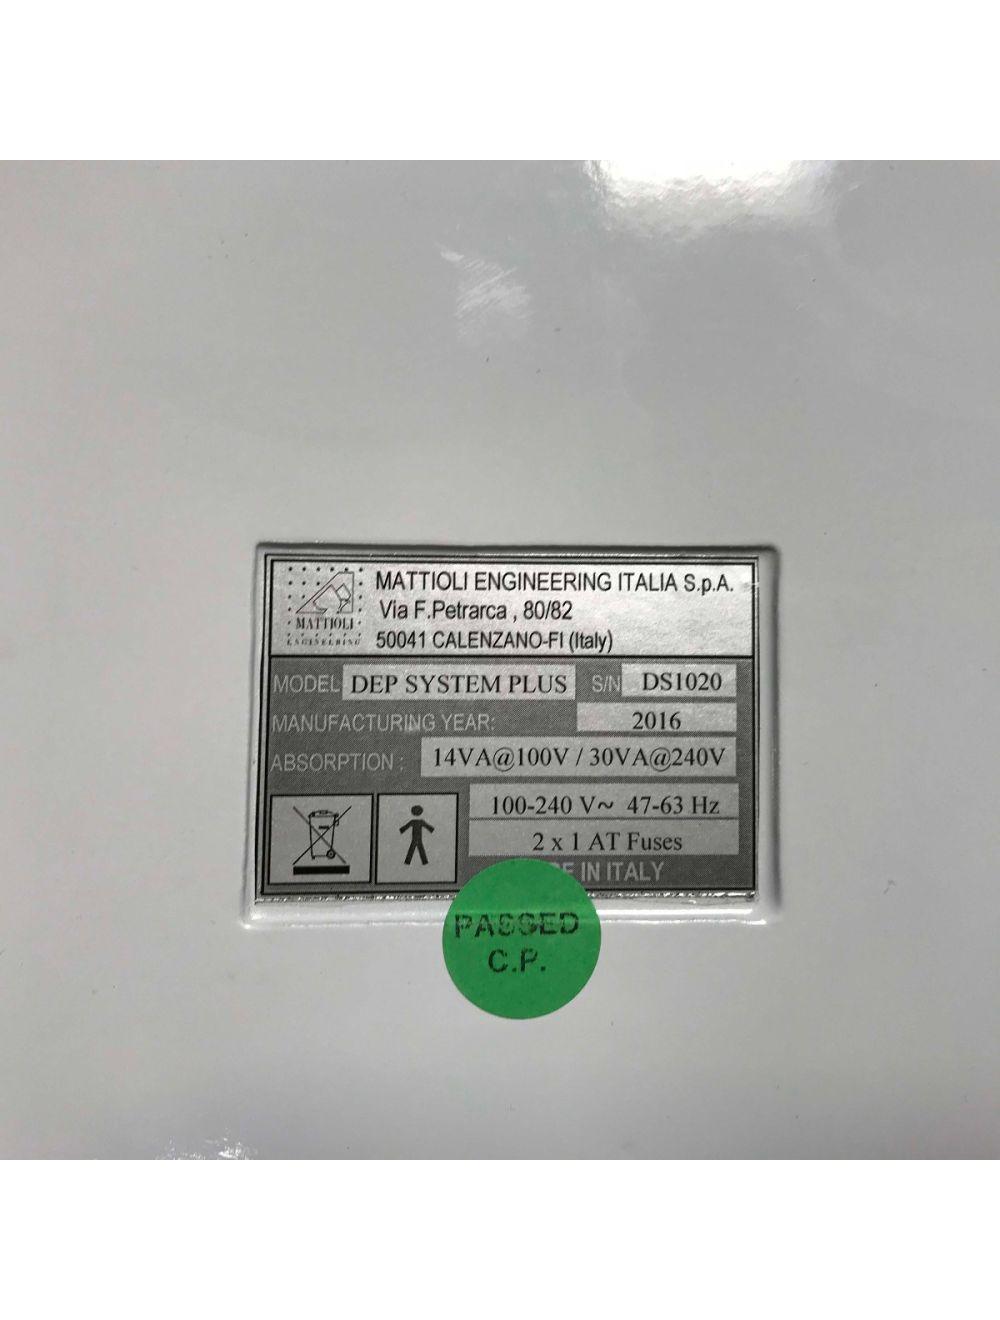 MATTIOLI ENGINEERING ITALIA S.p.A.
Via F.Petrarca , 80/82
50041 CALENZANO-FI (Italy)
MATTIOLI
ENGINEERING
MODEL DEP SYSTEM PLUS S/N DS1020
MANUFACTURING YEAR: 2016
ABSORPTION : 14VA@100V / 30VA@240V
100-240 V~ 47-63 Hz
2 x 1 AT Fuses
IN ITALY
PASSED
C.P.